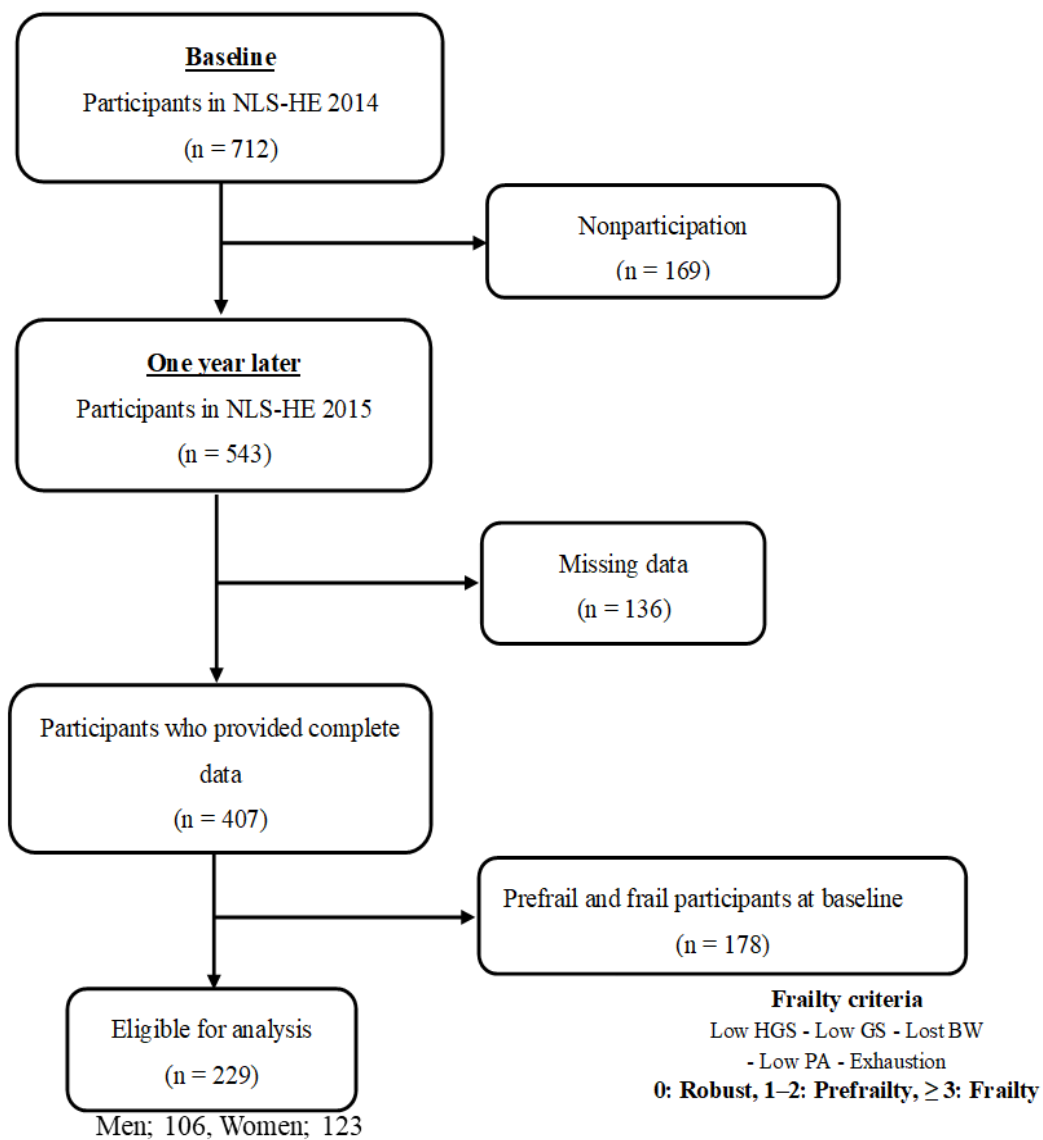 Baseline
Participants in NLS-HE 2014
(n = 712)
Nonparticipation
(n = 169)
One year later
Participants in NLS-HE 2015
(n = 543)
Missing data
(n = 136)
Participants who provided complete
data
(n = 407)
Prefrail and frail participants at baseline
(n = 178)
Eligible for analysis
(n = 229)
Men; 106, Women; 123
Frailty criteria
Low HGS - Low GS - Lost BW
- Low PA - Exhaustion
0: Robust, 1–2: Prefrailty, ≥ 3: Frailty